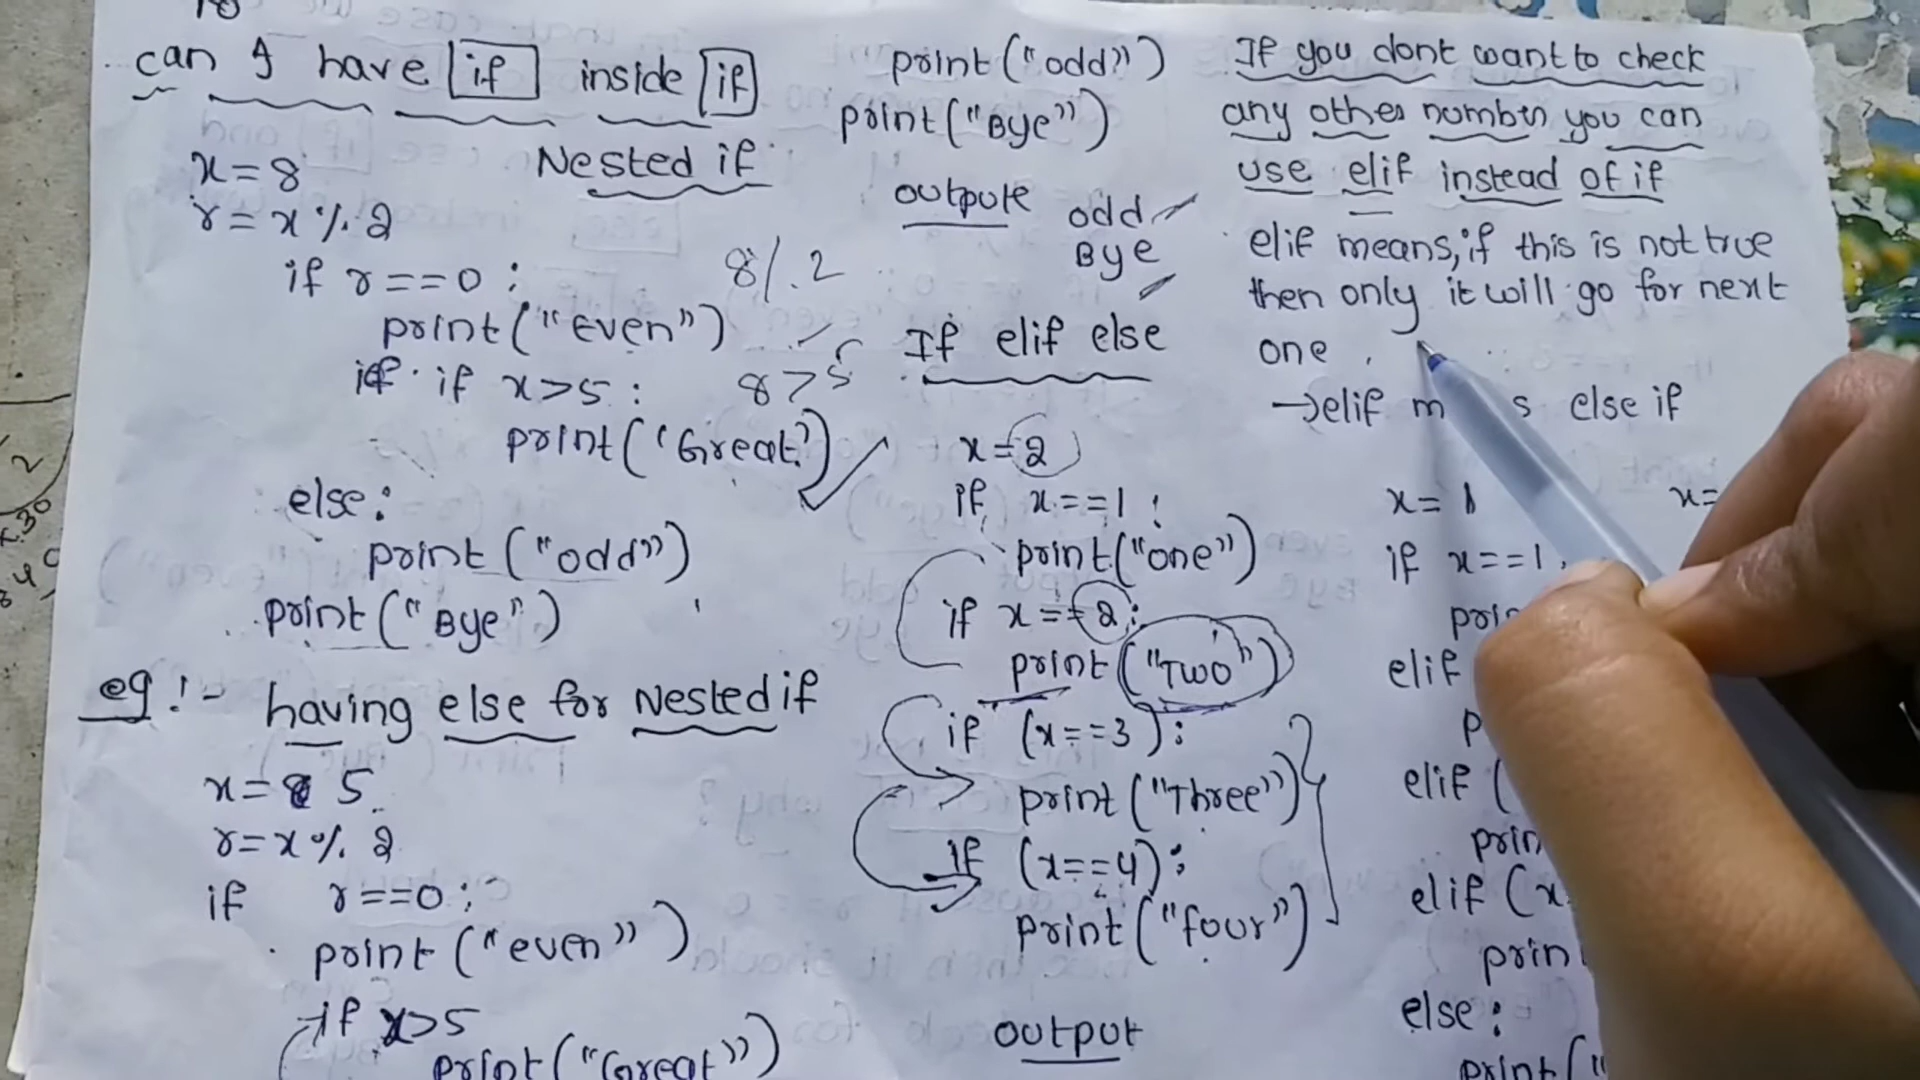 can I have if inside if
Nested if
x=8
r=x%2
if r==0:
print("Even")
if x>5:
print('Great')
else:
print("odd")
print("Bye")
8%2
8>5
eg:- having else for Nested if
x= 5
r=x%2
if r==0:
print("even")
if x>5
print("Great")
print("odd")
print("Bye")
outpute odd
Bye
If elif else
x=2
if x==1:
print("one")
if x==2:
print("Two")
if (x==3):
print("Three")
if (x==4):
print("four")
output
If you dont want to check
any other nombr you can
use elif instead of if
elif means, if this is not true
then only it will go for next
one.
→elif else if
x=1
x=
if x==1
elif
elif (
elif (x
else: